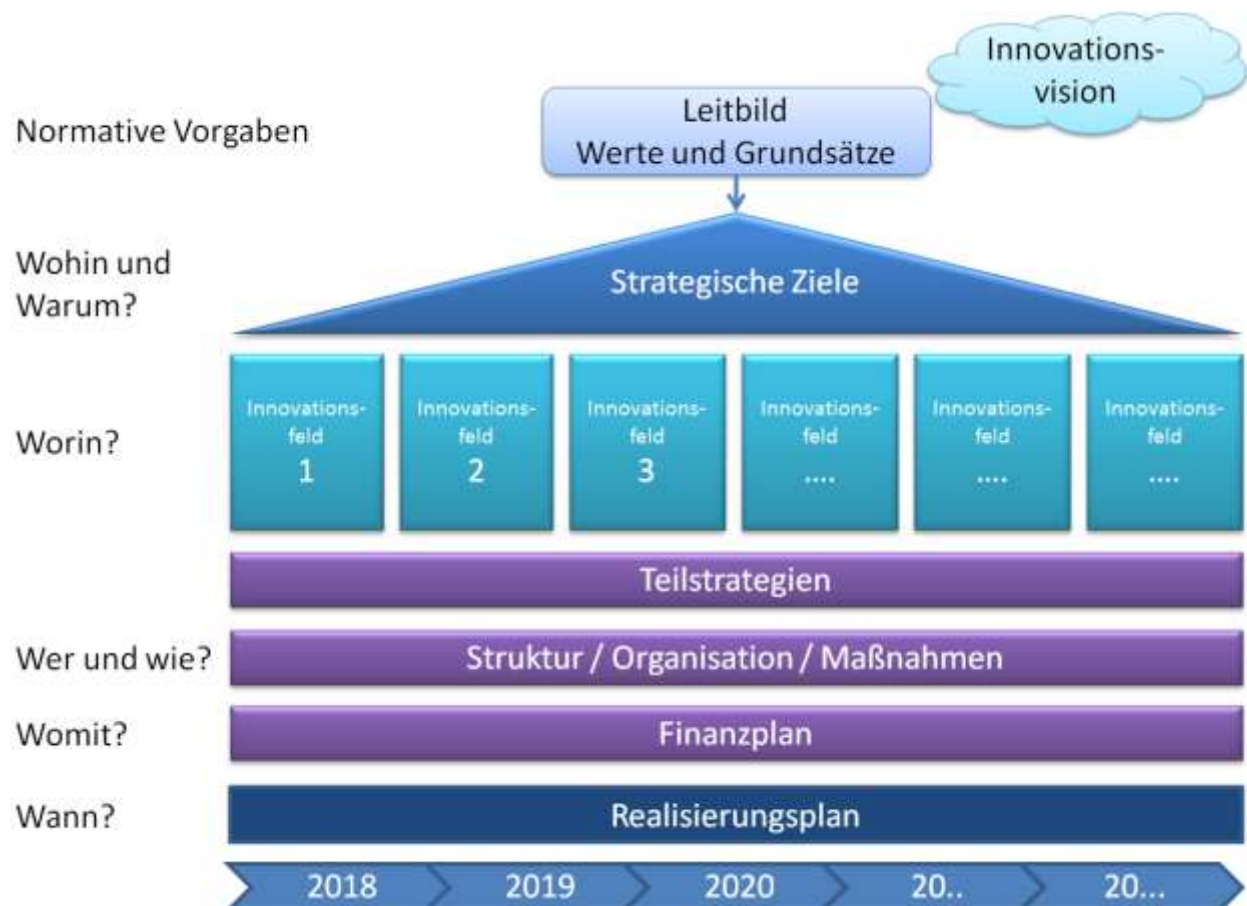 Innovations-
vision
Normative Vorgaben
Leitbild
Werte und Grundsätze
Wohin und
Warum?
Strategische Ziele
Worin?
Innovations-
feld
1
Innovations-
feld
2
Innovations-
feld
3
Innovations-
feld
....
Innovations-
feld
....
Innovations-
feld
....
Teilstrategien
Wer und wie?
Struktur / Organisation / Maßnahmen
Womit?
Finanzplan
Wann?
Realisierungsplan
2018
2019
2020
20..
20...